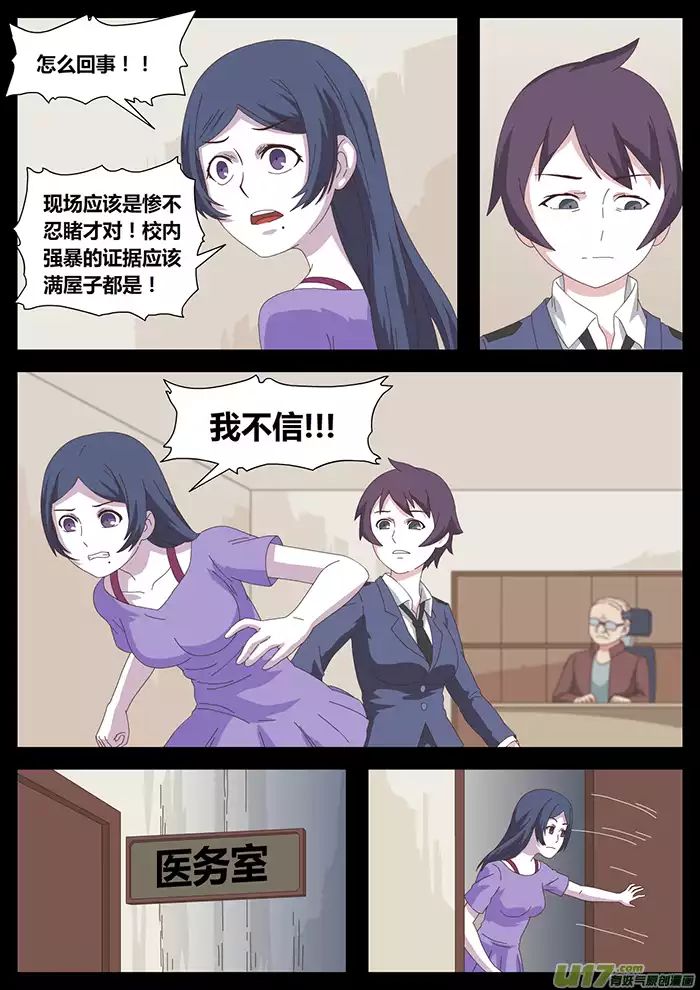 怎么回事！！
现场应该是惨不
忍睹才对！校内
强暴的证据应该
满屋子都是！
我不信!!!
医务室
U17.com
有妖气原创漫画